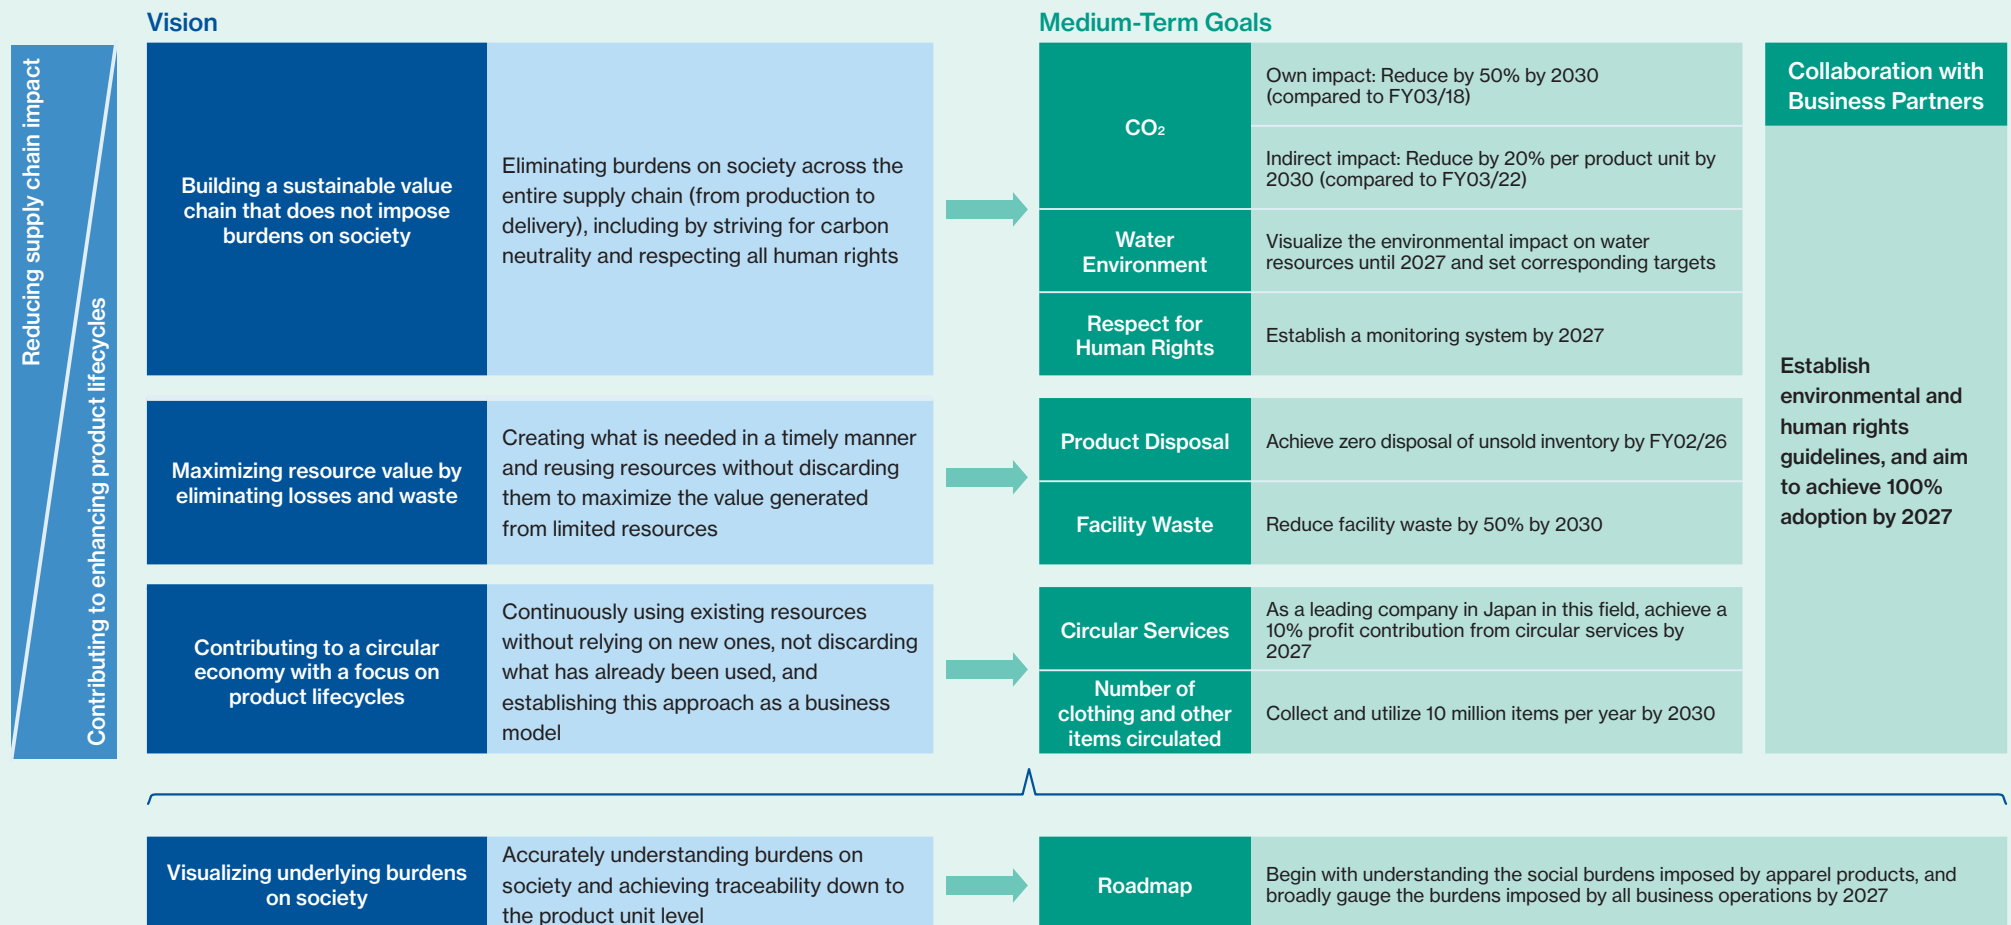 Vision
Medium-Term Goals
Reducing supply chain impact
Contributing to enhancing product lifecycles
Building a sustainable value
chain that does not impose
burdens on society
Eliminating burdens on society across the
entire supply chain (from production to
delivery), including by striving for carbon
neutrality and respecting all human rights
CO₂
Own impact: Reduce by 50% by 2030
(compared to FY03/18)
Indirect impact: Reduce by 20% per product unit by
2030 (compared to FY03/22)
Water
Environment
Visualize the environmental impact on water
resources until 2027 and set corresponding targets
Respect for
Human Rights
Establish a monitoring system by 2027
Maximizing resource value by
eliminating losses and waste
Creating what is needed in a timely manner
and reusing resources without discarding
them to maximize the value generated
from limited resources
Product Disposal
Achieve zero disposal of unsold inventory by FY02/26
Facility Waste
Reduce facility waste by 50% by 2030
Contributing to a circular
economy with a focus on
product lifecycles
Continuously using existing resources
without relying on new ones, not discarding
what has already been used, and
establishing this approach as a business
model
Circular Services
As a leading company in Japan in this field, achieve a
10% profit contribution from circular services by
2027
Number of
clothing and other
items circulated
Collect and utilize 10 million items per year by 2030
Collaboration with
Business Partners
Establish
environmental and
human rights
guidelines, and aim
to achieve 100%
adoption by 2027
Visualizing underlying burdens
on society
Accurately understanding burdens on
society and achieving traceability down to
the product unit level
Roadmap
Begin with understanding the social burdens imposed by apparel products, and
broadly gauge the burdens imposed by all business operations by 2027